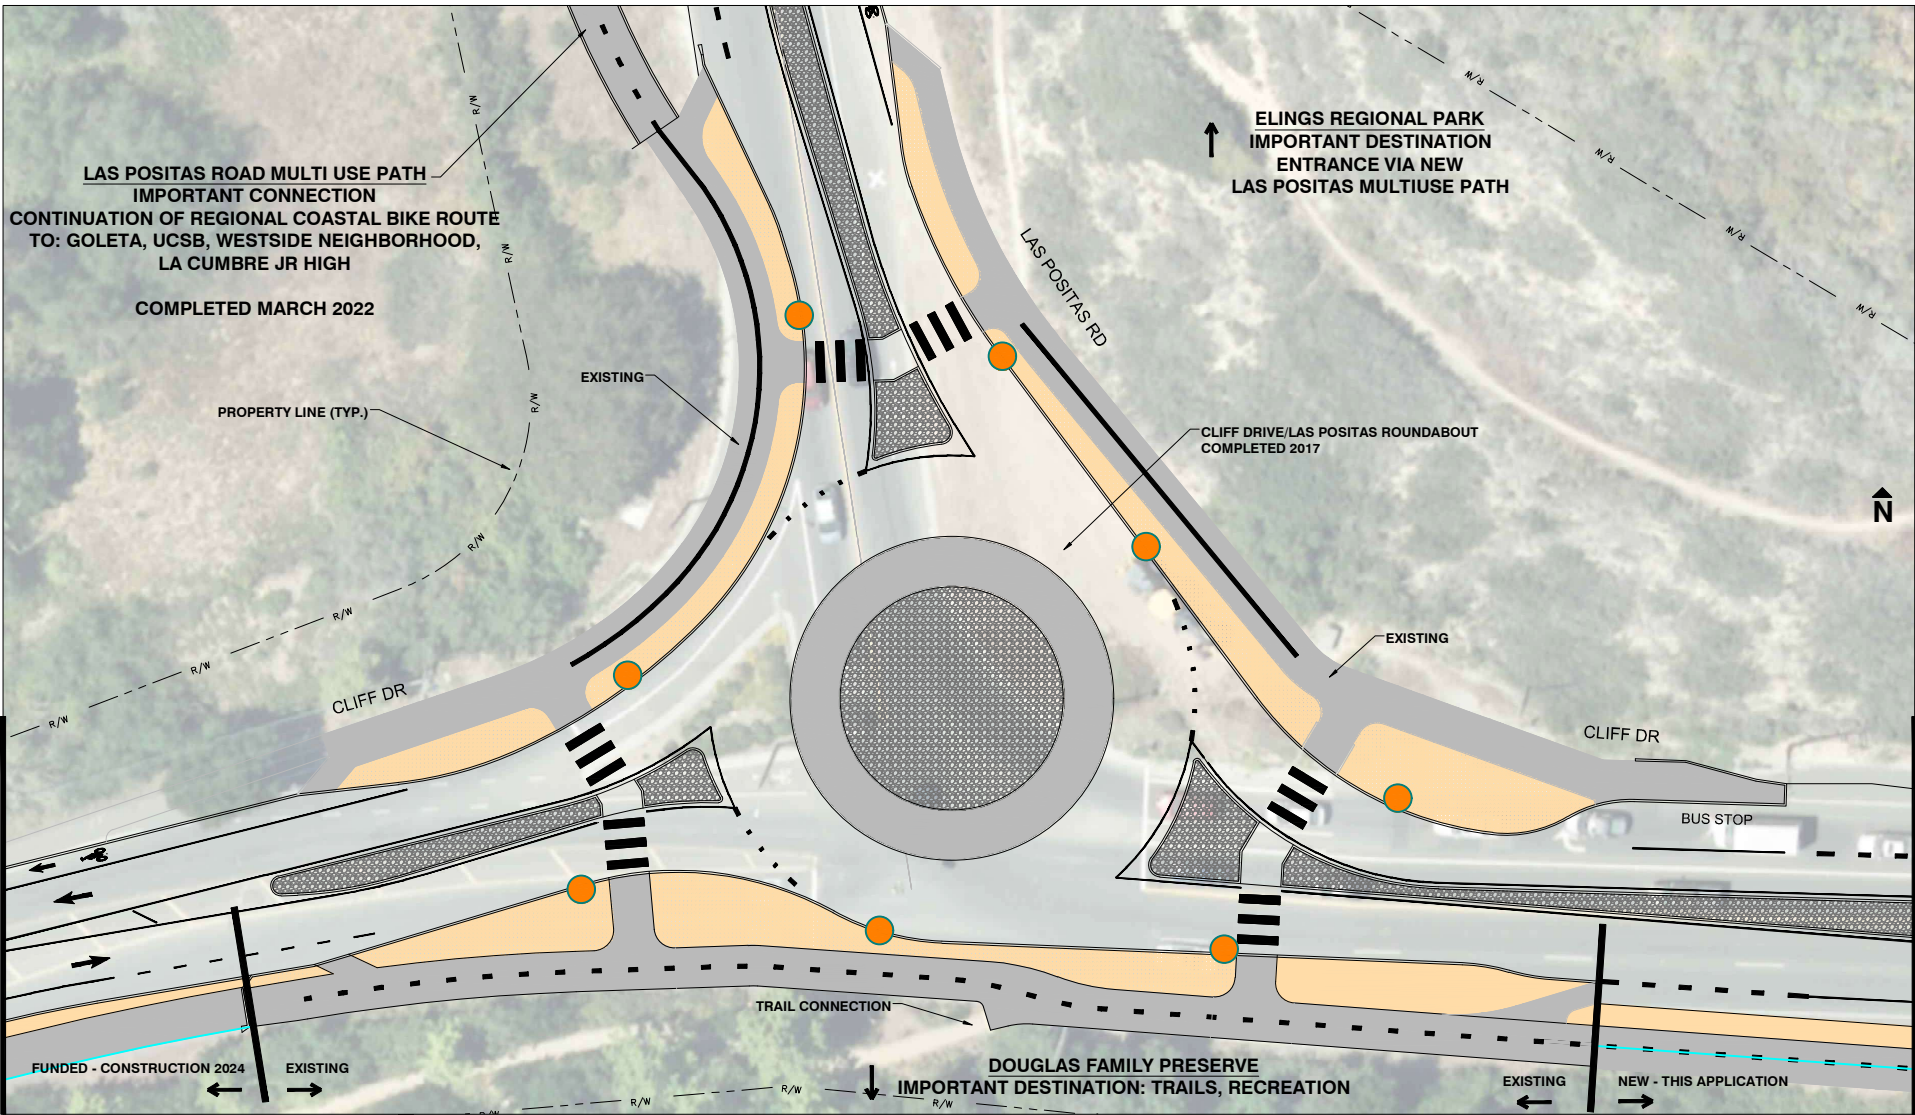 LAS POSITAS ROAD MULTI USE PATH
IMPORTANT CONNECTION
CONTINUATION OF REGIONAL COASTAL BIKE ROUTE
TO: GOLETA, UCSB, WESTSIDE NEIGHBORHOOD,
LA CUMBRE JR HIGH
COMPLETED MARCH 2022
ELINGS REGIONAL PARK
IMPORTANT DESTINATION
ENTRANCE VIA NEW
LAS POSITAS MULTIUSE PATH
R/W
R/W
R/W
R/W
R/W
R/W
R/W
LAS POSITAS RD
EXISTING
PROPERTY LINE (TYP.)
CLIFF DRIVE/LAS POSITAS ROUNDABOUT
COMPLETED 2017
N
R/W
R/W
R/W
R/W
CLIFF DR
EXISTING
CLIFF DR
BUS STOP
TRAIL CONNECTION
FUNDED - CONSTRUCTION 2024
EXISTING
DOUGLAS FAMILY PRESERVE
IMPORTANT DESTINATION: TRAILS, RECREATION
EXISTING
NEW - THIS APPLICATION
R/W
R/W
R/W
R/W